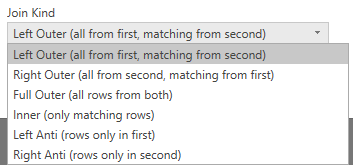 Join Kind
Left Outer (all from first, matching from second)
Left Outer (all from first, matching from second)
Right Outer (all from second, matching from first)
Full Outer (all rows from both)
Inner (only matching rows)
Left Anti (rows only in first)
Right Anti (rows only in second)